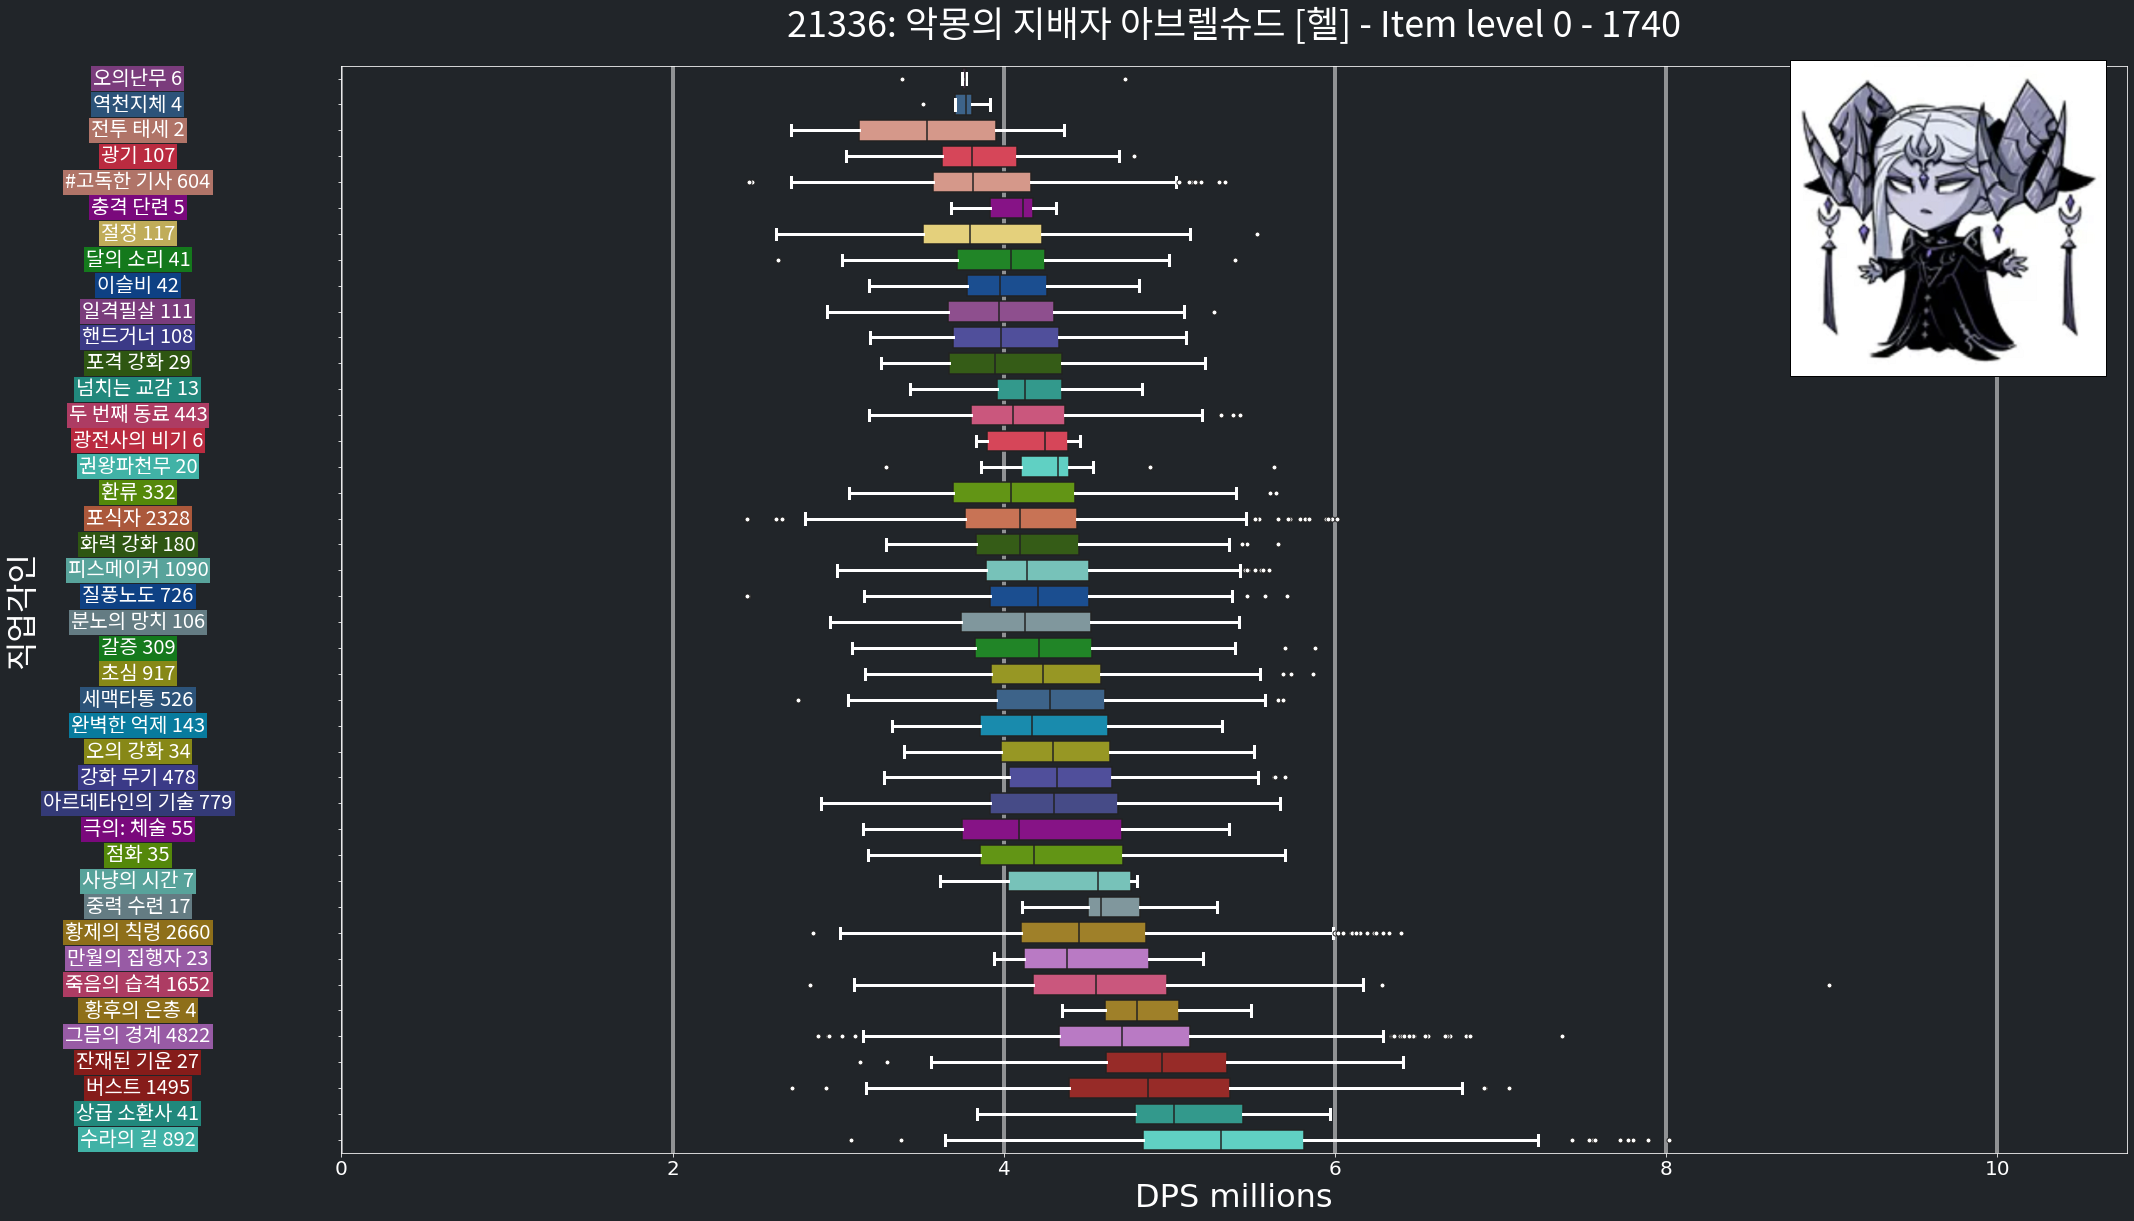 21336: 악몽의 지배자 아브렐슈드 [헬] - Item level 0 - 1740
오의난무 6
역천지체 4
전투 태세 2
광기 107
#고독한 기사 604
충격 단련 5
절정 117
달의 소리 41
이슬비 42
일격필살 111
핸드거너 108
포격 강화 29
넘치는 교감 13
두 번째 동료 443
광전사의 비기 6
권왕파천무 20
환류 332
포식자 2328
화력 강화 180
피스메이커 1090
질풍노도 726
분노의 망치 106
갈증 309
초심 917
세맥타통 526
완벽한 억제 143
오의 강화 34
강화 무기 478
아르데타인의 기술 779
극의: 체술 55
점화 35
사냥의 시간 7
중력 수련 17
황제의 칙령 2660
만월의 집행자 23
죽음의 습격 1652
황후의 은총 4
그믐의 경계 4822
잔재된 기운 27
버스트 1495
상급 소환사 41
수라의 길 892
직업각인
0 2 4 6 8 10
DPS millions